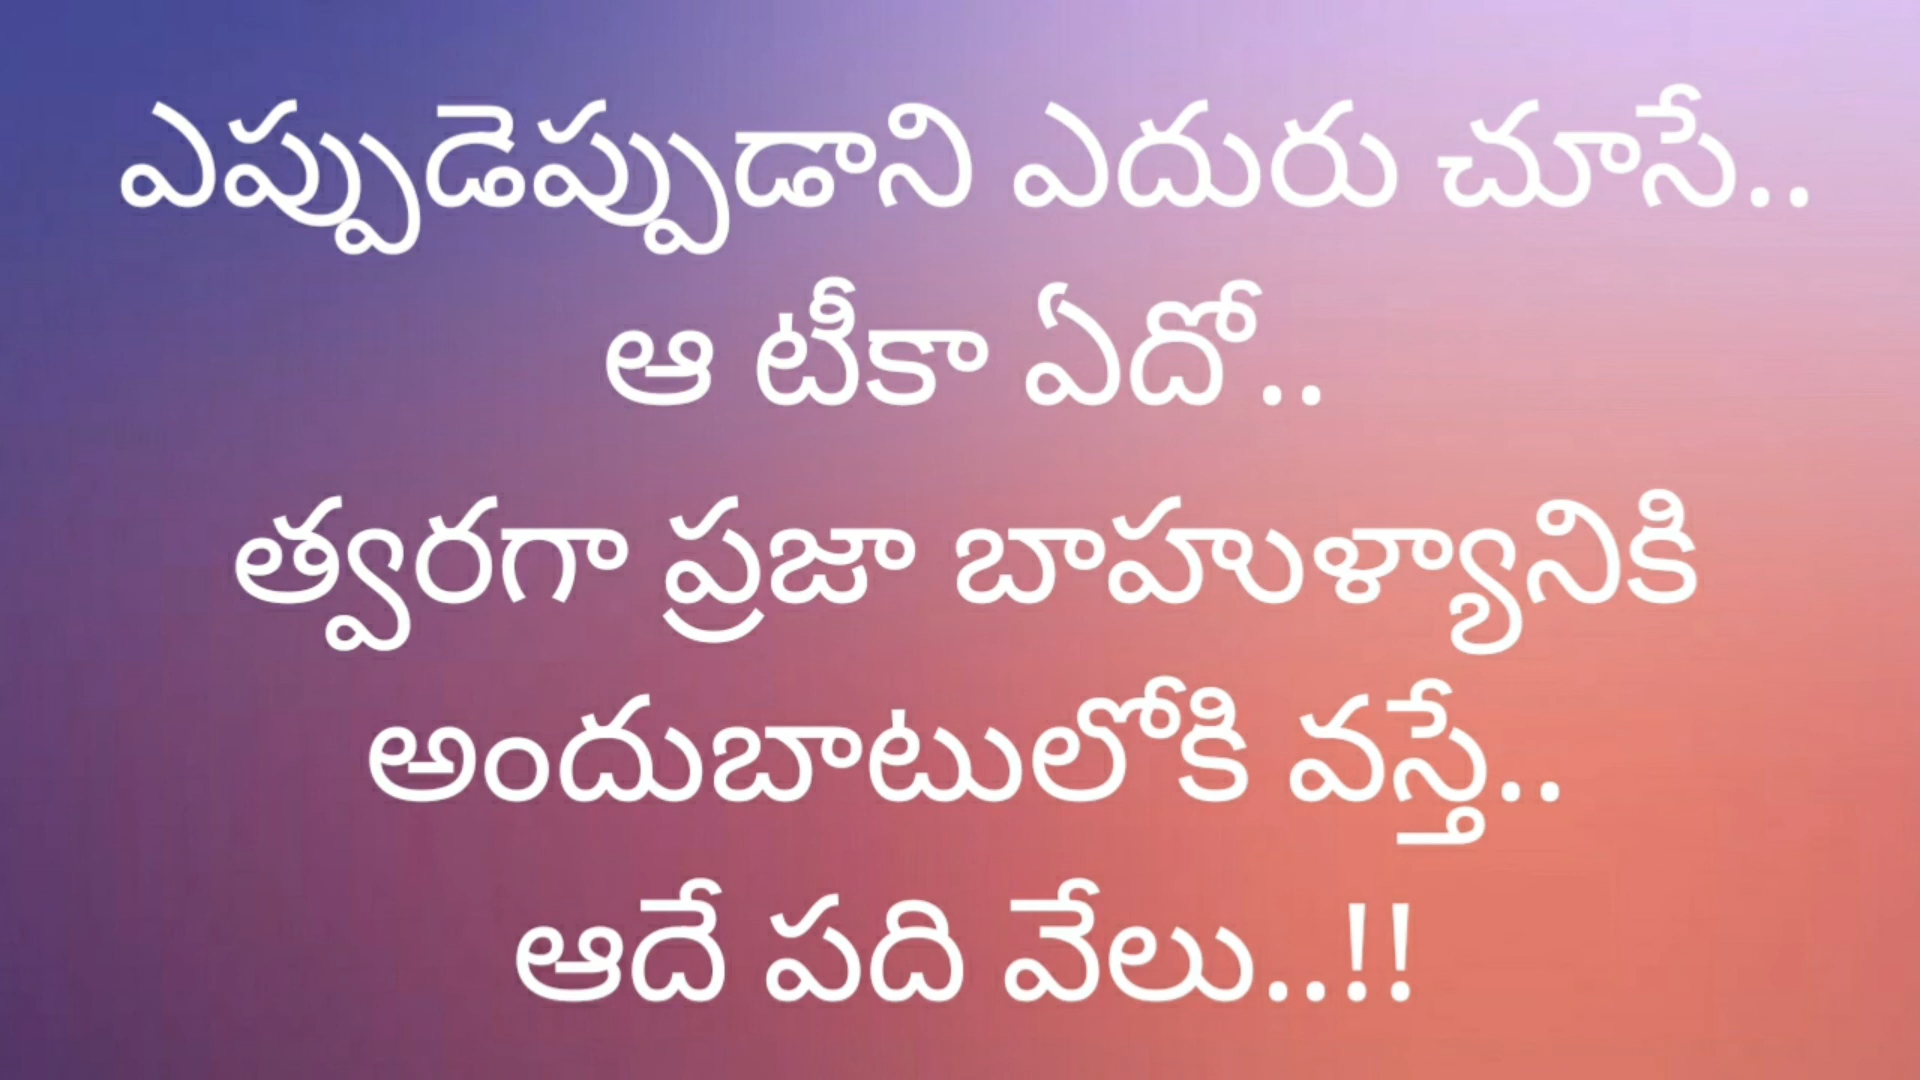 ఎప్పుడెప్పుడాని ఎదురు చూసే..
ఆ టీకా ఏదో..
త్వరగా ప్రజా బాహుళ్యానికి
అందుబాటులోకి వస్తే..
ఆదే పది వేలు..!!